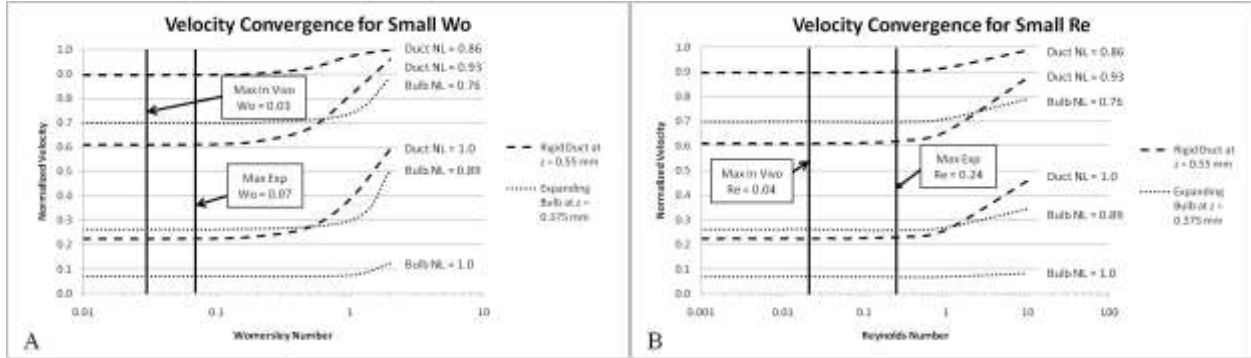 Velocity Convergence for Small Wo
1.0
0.9
0.8
0.7
0.6
0.5
0.4
0.3
0.2
0.1
0.0
Normalized Velocity
0.01
0.1
1
10
Womersley Number
Max In Vivo
Wo = 0.03
Max Exp
Wo = 0.07
Duct NL = 0.86
Duct NL = 0.93
Bulb NL = 0.76
Duct NL = 1.0
Bulb NL = 0.89
Bulb NL = 1.0
Rigid Duct at
z = 0.55 mm
Expanding
Bulb at z =
0.375 mm
A
Velocity Convergence for Small Re
1.0
0.9
0.8
0.7
0.6
0.5
0.4
0.3
0.2
0.1
0.0
Normalized Velocity
0.001
0.01
0.1
1
10
100
Reynolds Number
Max In Vivo
Re = 0.04
Max Exp
Re = 0.24
Duct NL = 0.86
Duct NL = 0.93
Bulb NL = 0.76
Duct NL = 1.0
Bulb NL = 0.89
Bulb NL = 1.0
Rigid Duct at
z = 0.55 mm
Expanding
Bulb at z =
0.375 mm
B